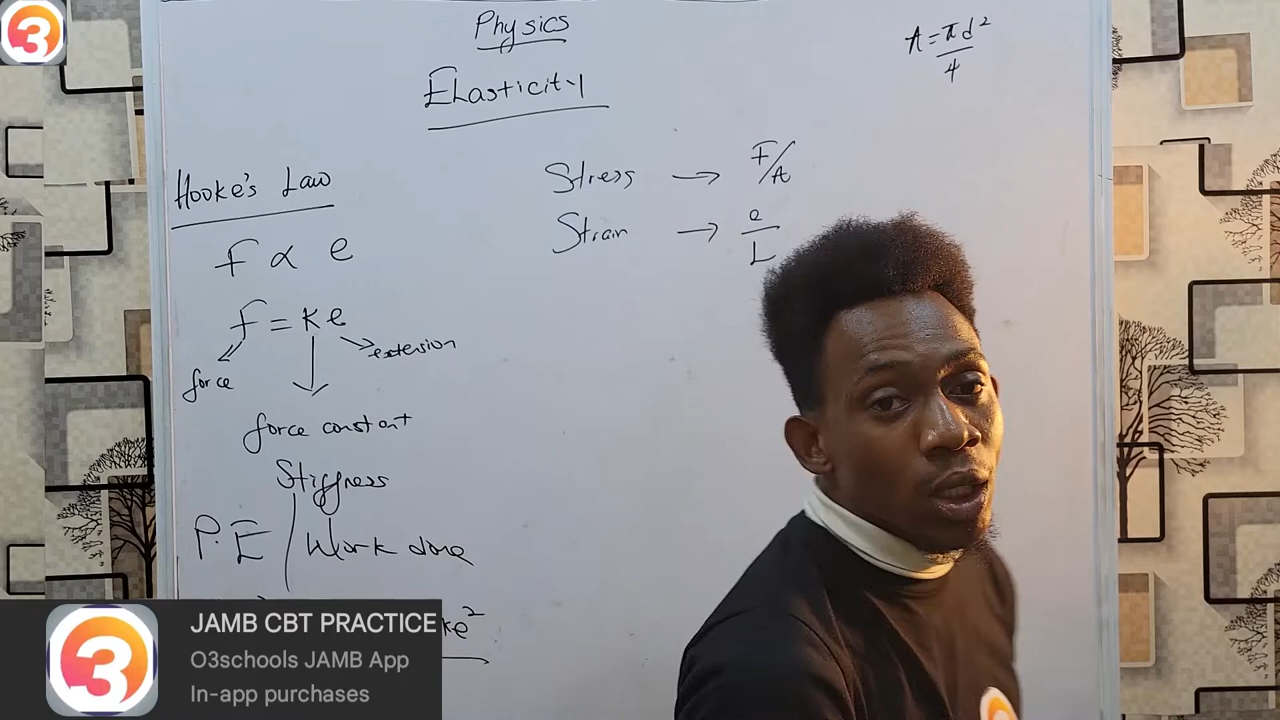 Physics
Elasticity
A = πd²/4
Hooke's Law
F ∝ e
F = ke
force
extension
force constant
Stiffness
P.E / Work done
ke²
Stress → F/A
Strain → e/L
3
JAMB CBT PRACTICE
O3schools JAMB App
In-app purchases